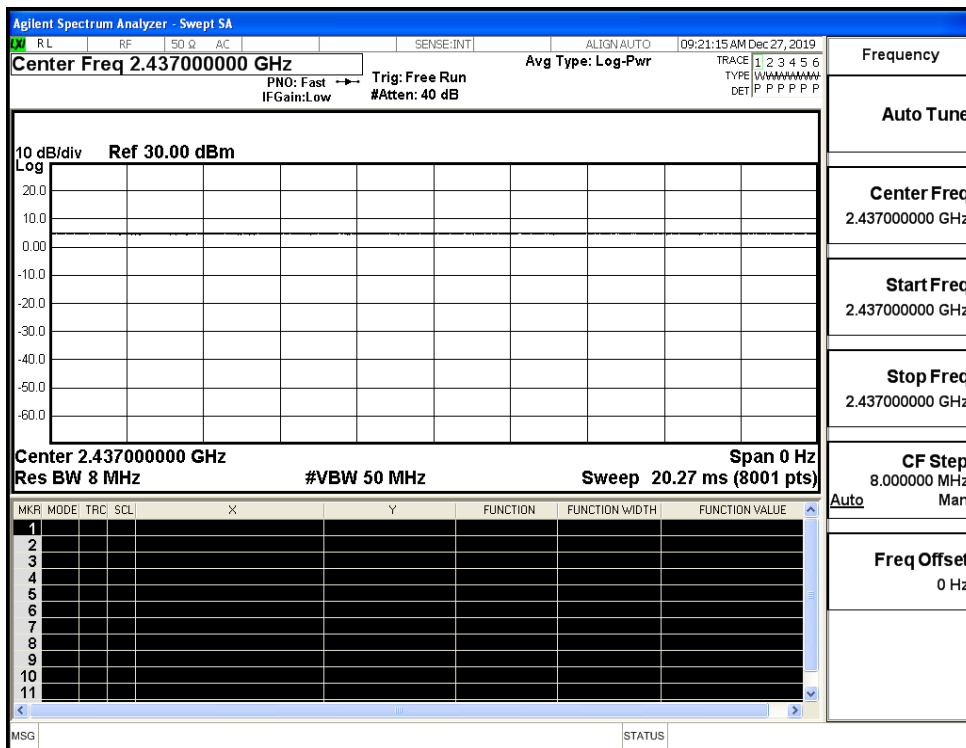 Agilent Spectrum Analyzer - Swept SA
LXI RL RF 50 Ω AC SENSE:INT ALIGN AUTO 09:21:15 AM Dec 27, 2019
Center Freq 2.437000000 GHz
PNO: Fast
IFGain:Low
Trig: Free Run
#Atten: 40 dB
Avg Type: Log-Pwr
TRACE 1 2 3 4 5 6
TYPE WWWWWW
DET P P P P P P
10 dB/div Ref 30.00 dBm
Log
20.0
10.0
0.00
-10.0
-20.0
-30.0
-40.0
-50.0
-60.0
Center 2.437000000 GHz Span 0 Hz
Res BW 8 MHz #VBW 50 MHz Sweep 20.27 ms (8001 pts)
MKR MODE TRC SCL X Y FUNCTION FUNCTION WIDTH FUNCTION VALUE
1
2
3
4
5
6
7
8
9
10
11
MSG STATUS
Frequency
Auto Tune
Center Freq
2.437000000 GHz
Start Freq
2.437000000 GHz
Stop Freq
2.437000000 GHz
CF Step
8.000000 MHz
Auto Man
Freq Offset
0 Hz